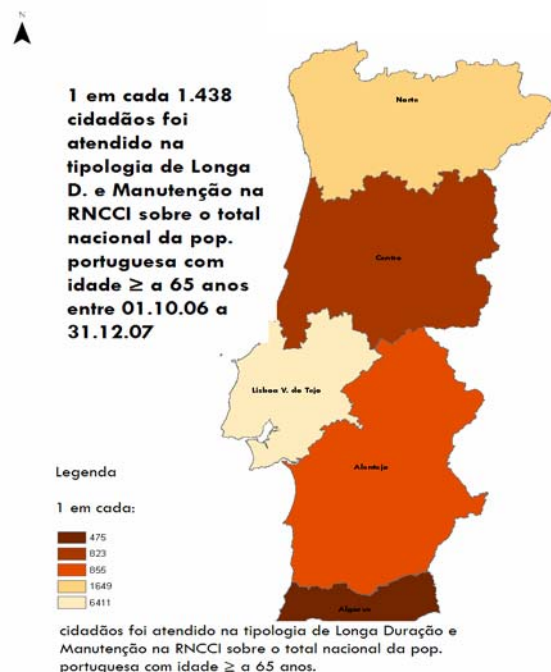 N
1 em cada 1.438
cidadãos foi
atendido na
tipologia de Longa
D. e Manutenção na
RNCCI sobre o total
nacional da pop.
portuguesa com
idade ≥ a 65 anos
entre 01.10.06 a
31.12.07
Norte
Centro
Lisboa V. do Tejo
Alentejo
Algarve
Legenda
1 em cada:
475
823
855
1649
6411
cidadãos foi atendido na tipologia de Longa Duração e
Manutenção na RNCCI sobre o total nacional da pop.
portuguesa com idade ≥ a 65 anos.